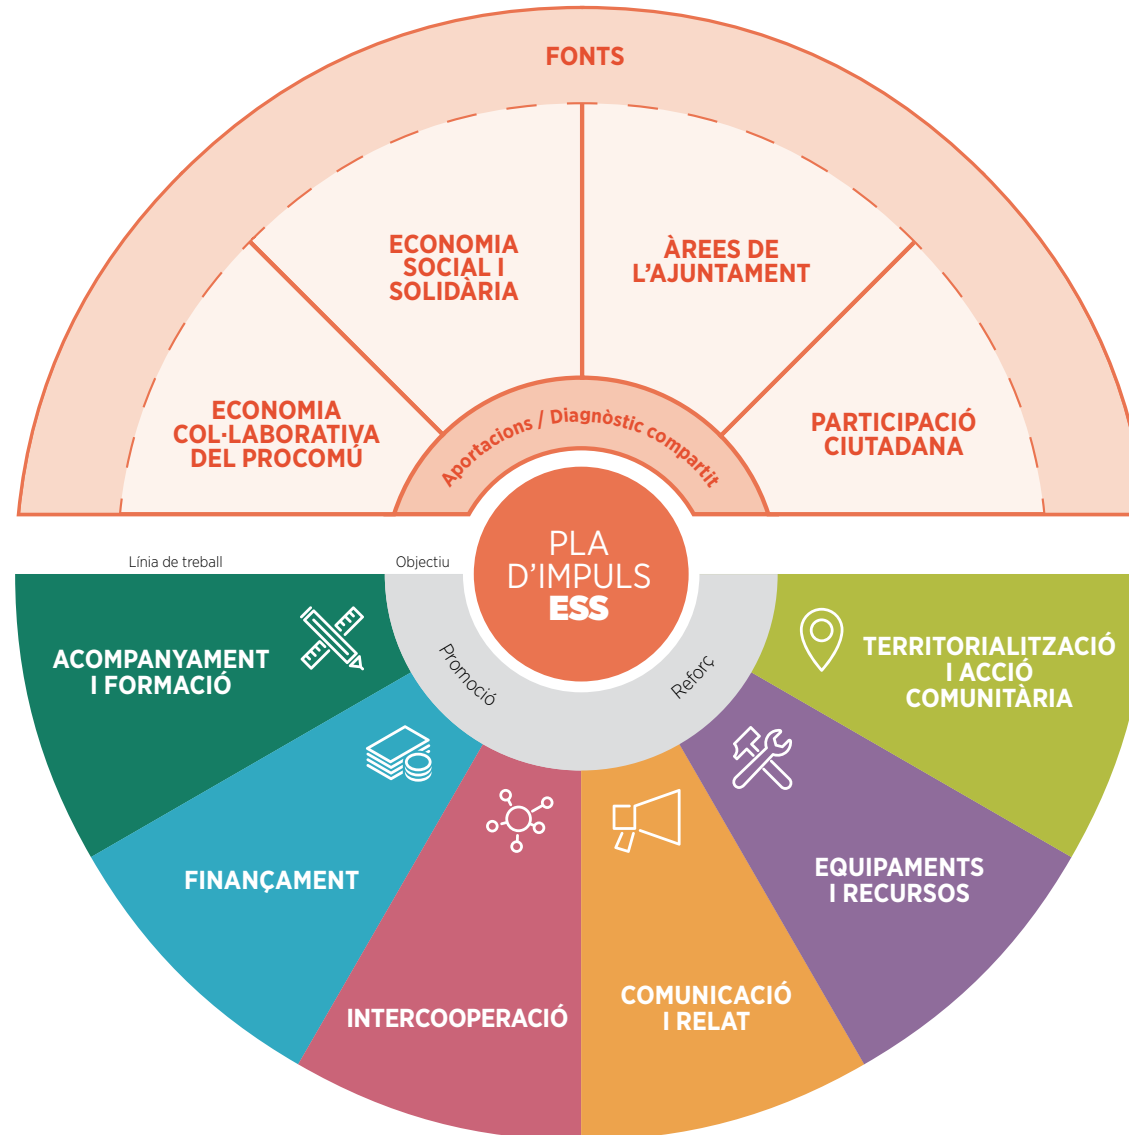 FONTS
ECONOMIA
SOCIAL I
SOLIDÀRIA
ÀREES DE
L'AJUNTAMENT
ECONOMIA
COL·LABORATIVA
DEL PROCOMÚ
PARTICIPACIÓ
CIUTADANA
Aportacions / Diagnòstic compartit
PLA
D'IMPULS
ESS
Línia de treball
Objectiu
Promoció
Reforç
ACOMPANYAMENT
I FORMACIÓ
TERRITORIALITZACIÓ
I ACCIÓ
COMUNITÀRIA
FINANÇAMENT
EQUIPAMENTS
I RECURSOS
INTERCOOPERACIÓ
COMUNICACIÓ
I RELAT